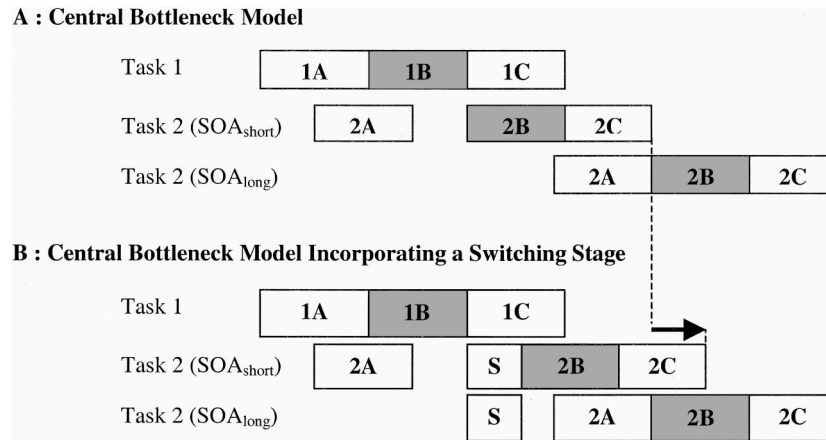 A : Central Bottleneck Model
Task 1 1A 1B 1C
Task 2 (SOAshort) 2A 2B 2C
Task 2 (SOAlong) 2A 2B 2C
B : Central Bottleneck Model Incorporating a Switching Stage
Task 1 1A 1B 1C
Task 2 (SOAshort) 2A S 2B 2C
Task 2 (SOAlong) S 2A 2B 2C